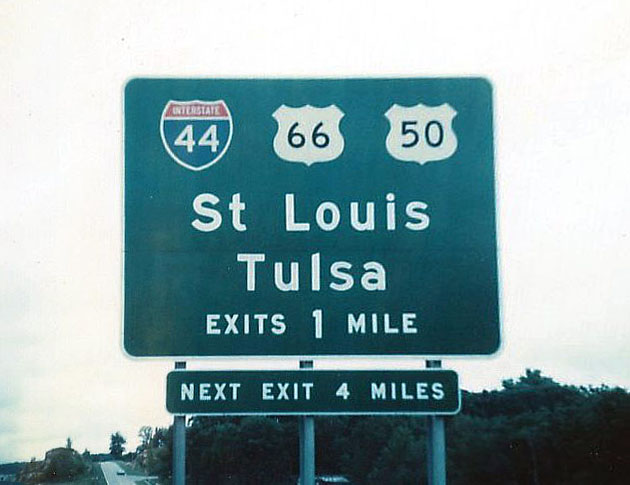 INTERSTATE
44 66 50
St Louis
Tulsa
EXITS 1 MILE
NEXT EXIT 4 MILES